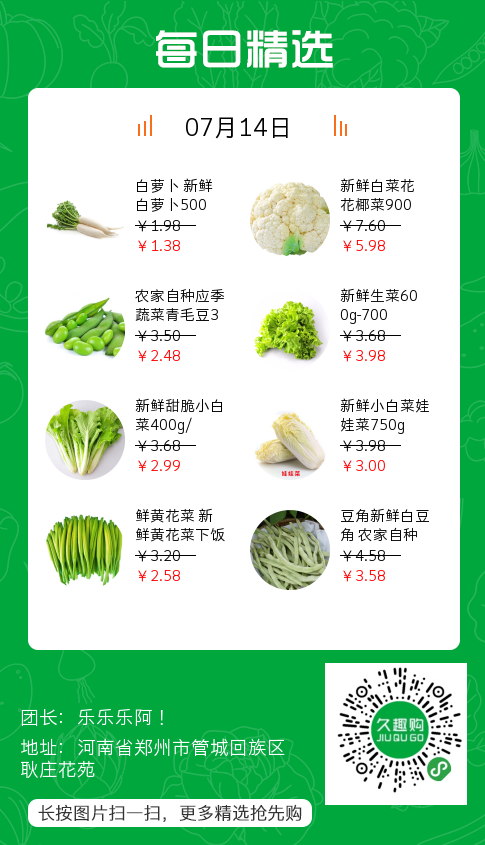 每日精选
07月14日
白萝卜 新鲜
白萝卜500
￥1.98
￥1.38
新鲜白菜花
花椰菜900
￥7.60
￥5.98
农家自种应季
蔬菜青毛豆3
￥3.50
￥2.48
新鲜生菜60
0g-700
￥3.68
￥3.98
新鲜甜脆小白
菜400g/
￥3.68
￥2.99
新鲜小白菜娃
娃菜750g
￥3.98
￥3.00
娃娃菜
鲜黄花菜 新
鲜黄花菜下饭
￥3.20
￥2.58
豆角新鲜白豆
角 农家自种
￥4.58
￥3.58
团长：乐乐乐阿！
地址：河南省郑州市管城回族区
耿庄花苑
长按图片扫一扫，更多精选抢先购
久趣购
JIUQUGO